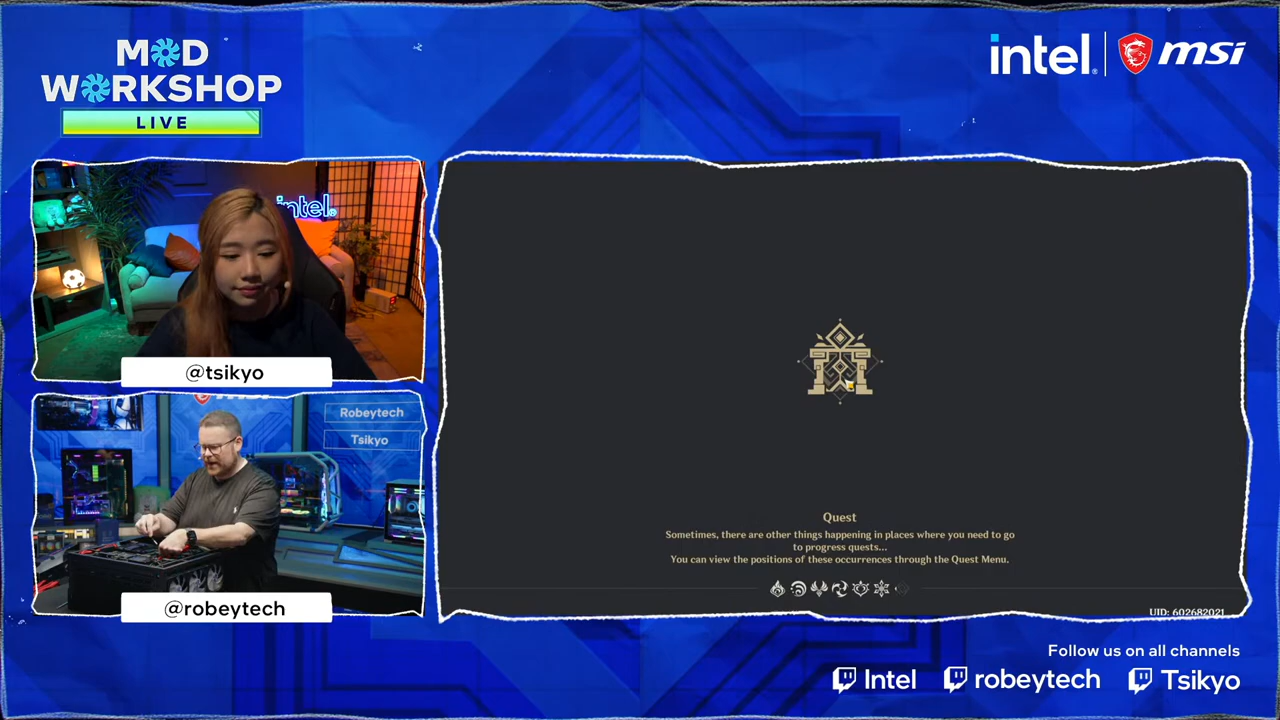 MOD
WORKSHOP
LIVE
intel.
msi
intel.
@tsikyo
Robeytech
Tsikyo
@robeytech
Quest
Sometimes, there are other things happening in places where you need to go
to progress quests...
You can view the positions of these occurrences through the Quest Menu.
UID: 602682021
Follow us on all channels
Intel
robeytech
Tsikyo